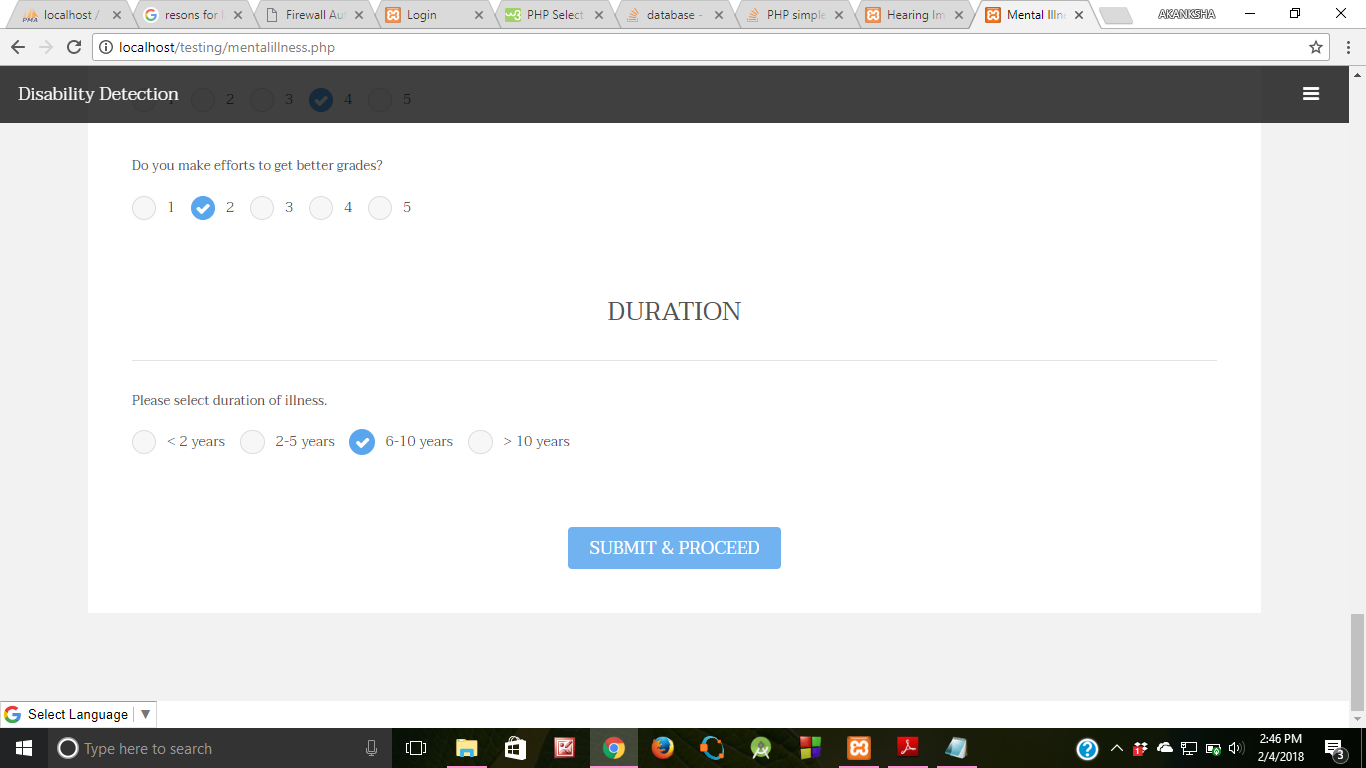 localhost / resons for Firewall Au Login PHP Select database - PHP simple Hearing Im Mental Illn AKANKSHA
localhost/testing/mentalillness.php
Disability Detection
1 2 3 4 5
Do you make efforts to get better grades?
1 2 3 4 5
DURATION
Please select duration of illness.
< 2 years 2-5 years 6-10 years > 10 years
SUBMIT & PROCEED
Select Language
Type here to search
2:46 PM
2/4/2018
3